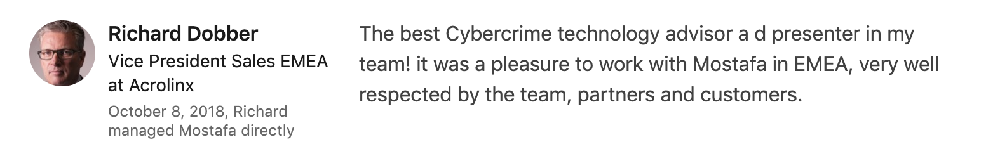 Richard Dobber
Vice President Sales EMEA
at Acrolinx
October 8, 2018, Richard
managed Mostafa directly
The best Cybercrime technology advisor a d presenter in my
team! it was a pleasure to work with Mostafa in EMEA, very well
respected by the team, partners and customers.